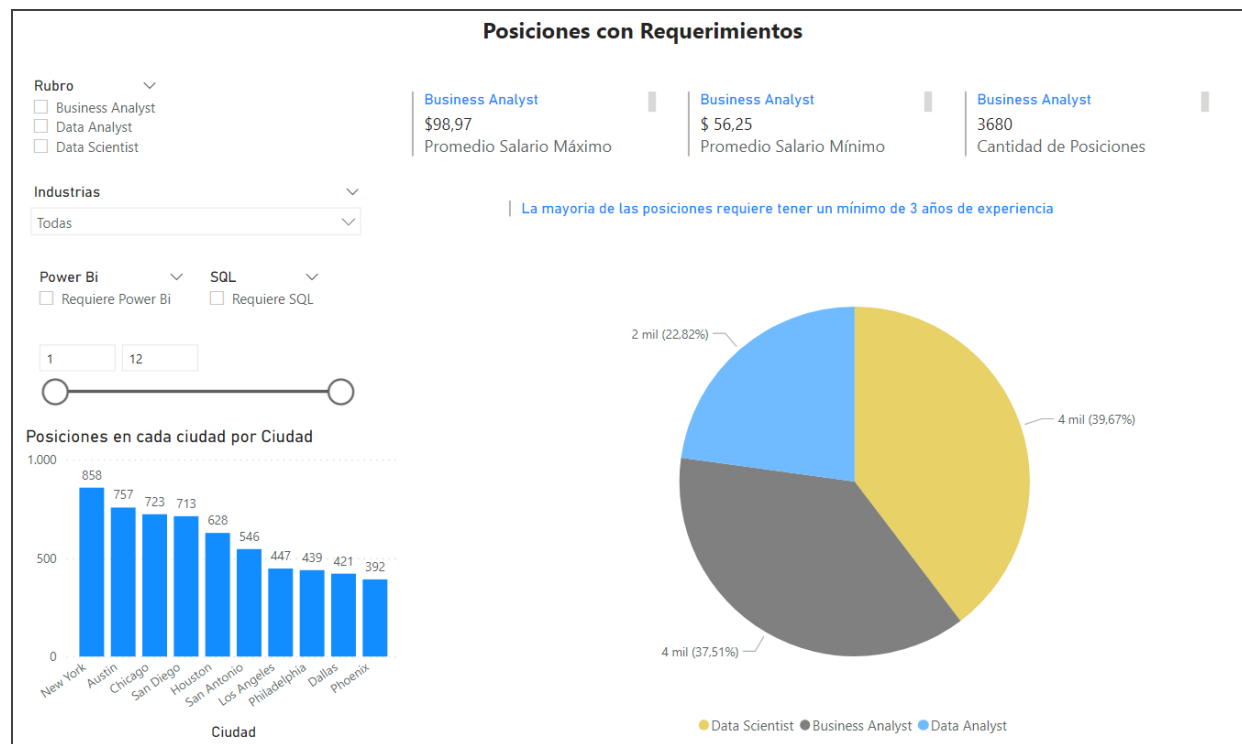 Posiciones con Requerimientos
Rubro
Business Analyst
Data Analyst
Data Scientist
Business Analyst
$98,97
Promedio Salario Máximo
Business Analyst
$ 56,25
Promedio Salario Mínimo
Business Analyst
3680
Cantidad de Posiciones
Industrias
Todas
La mayoria de las posiciones requiere tener un mínimo de 3 años de experiencia
Power Bi
Requiere Power Bi
SQL
Requiere SQL
1
12
Posiciones en cada ciudad por Ciudad
1.000
500
0
858
757
723
713
628
546
447
439
421
392
New York
Austin
Chicago
San Diego
Houston
San Antonio
Los Angeles
Philadelphia
Dallas
Phoenix
Ciudad
2 mil (22,82%)
4 mil (39,67%)
4 mil (37,51%)
Data Scientist
Business Analyst
Data Analyst